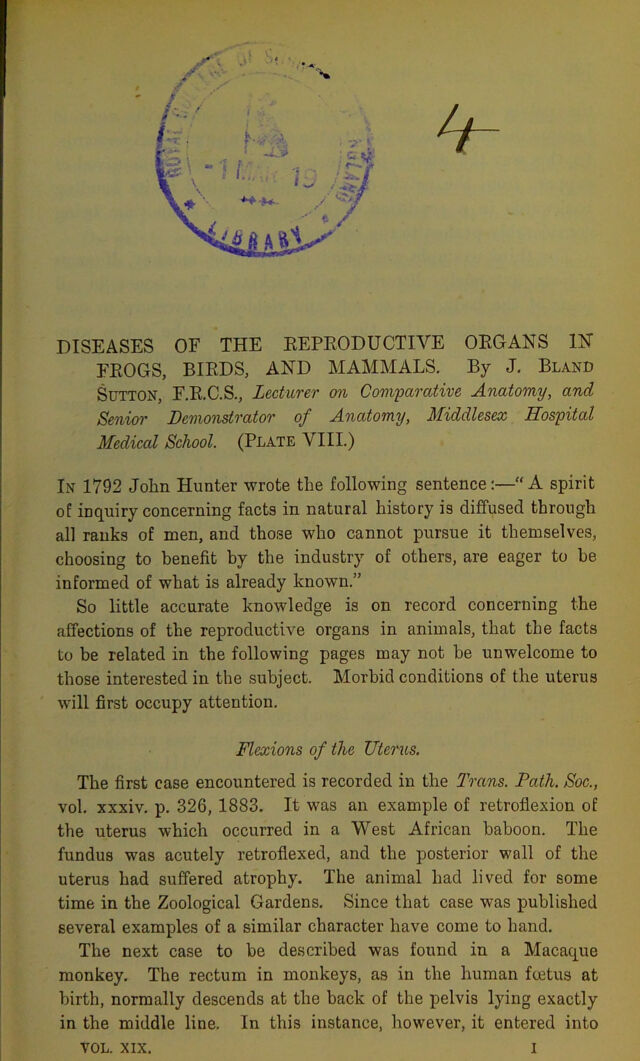 ROYAL COLLEGE OF
-1 MAR 19
LIBRARY
4
DISEASES OF THE REPRODUCTIVE ORGANS IN
FROGS, BIRDS, AND MAMMALS. By J. BLAND
SUTTON, F.R.C.S., Lecturer on Comparative Anatomy, and
Senior Demonstrator of Anatomy, Middlesex Hospital
Medical School. (PLATE VIII.)
IN 1792 John Hunter wrote the following sentence:—“A spirit
of inquiry concerning facts in natural history is diffused through
all ranks of men, and those who cannot pursue it themselves,
choosing to benefit by the industry of others, are eager to be
informed of what is already known.”
So little accurate knowledge is on record concerning the
affections of the reproductive organs in animals, that the facts
to be related in the following pages may not be unwelcome to
those interested in the subject. Morbid conditions of the uterus
will first occupy attention.
Flexions of the Uterus.
The first case encountered is recorded in the Trans. Path. Soc.,
vol. xxxiv. p. 326, 1883. It was an example of retroflexion of
the uterus which occurred in a West African baboon. The
fundus was acutely retroflexed, and the posterior wall of the
uterus had suffered atrophy. The animal had lived for some
time in the Zoological Gardens. Since that case was published
several examples of a similar character have come to hand.
The next case to be described was found in a Macaque
monkey. The rectum in monkeys, as in the human fœtus at
birth, normally descends at the back of the pelvis lying exactly
in the middle line. In this instance, however, it entered into
VOL. XIX. I